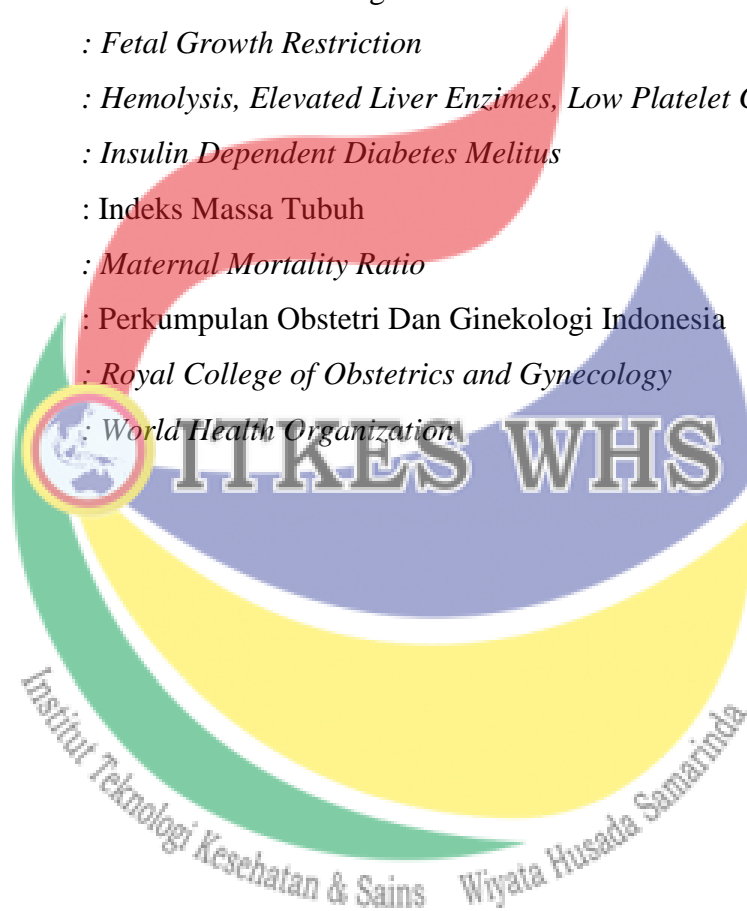 : Fetal Growth Restriction
: Hemolysis, Elevated Liver Enzimes, Low Platelet
: Insulin Dependent Diabetes Melitus
: Indeks Massa Tubuh
: Maternal Mortality Ratio
: Perkumpulan Obstetri Dan Ginekologi Indonesia
: Royal College of Obstetrics and Gynecology
: World Health Organization
ITKES WHS
Institut Teknologi Kesehatan & Sains Wiyata Husada Samarinda